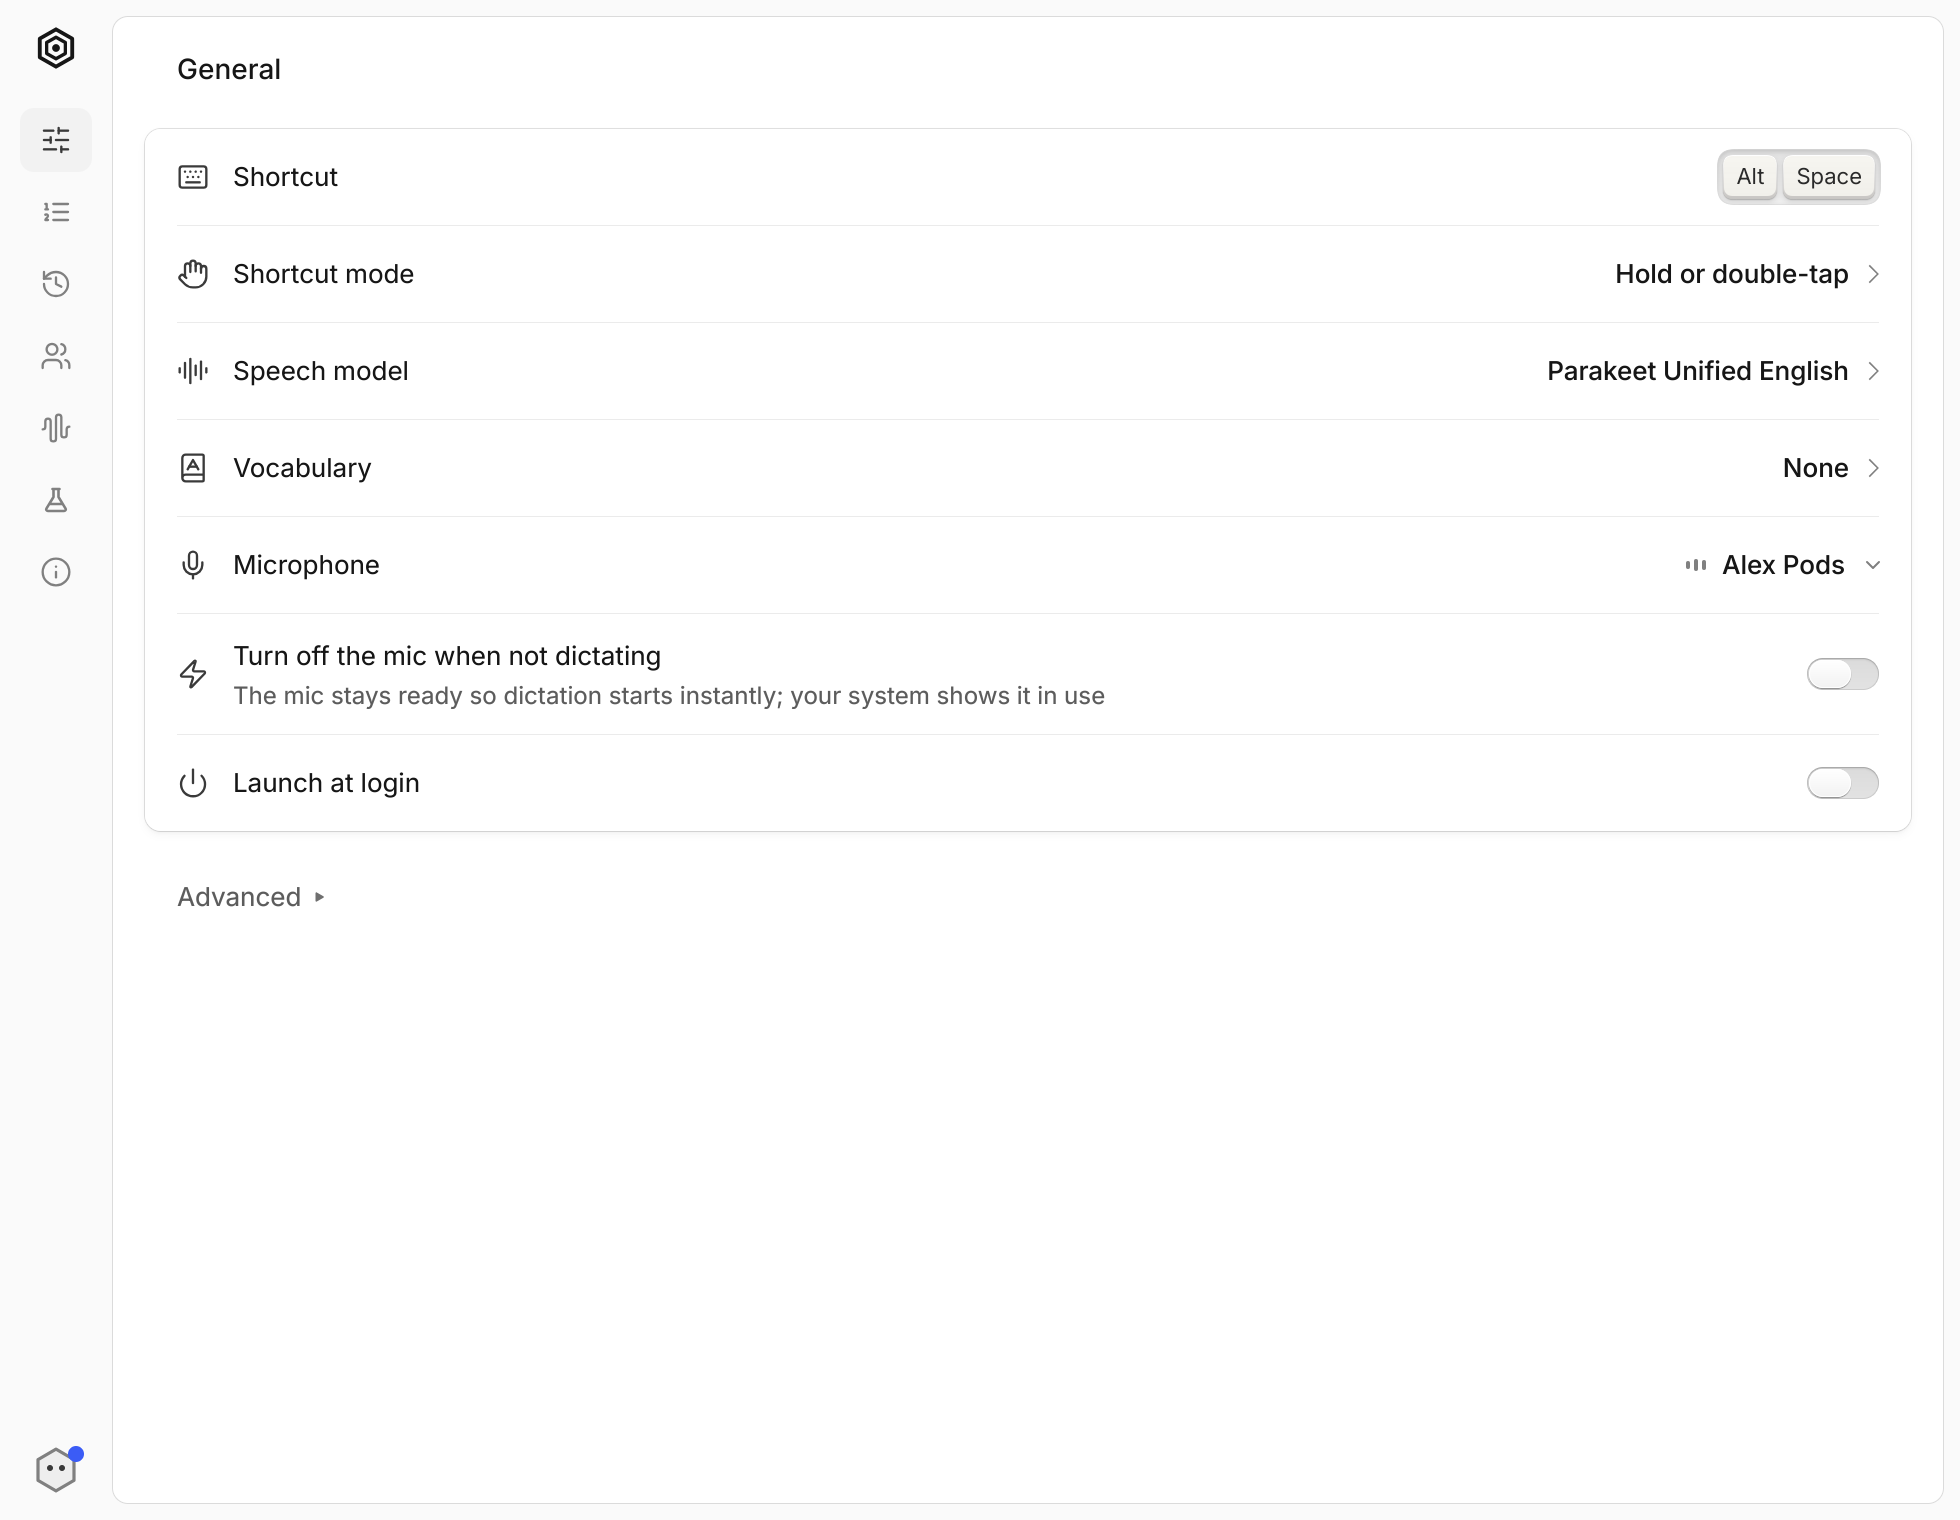 General
Shortcut
Alt Space
Shortcut mode
Hold or double-tap
Speech model
Parakeet Unified English
Vocabulary
None
Microphone
Alex Pods
Turn off the mic when not dictating
The mic stays ready so dictation starts instantly; your system shows it in use
Launch at login
Advanced